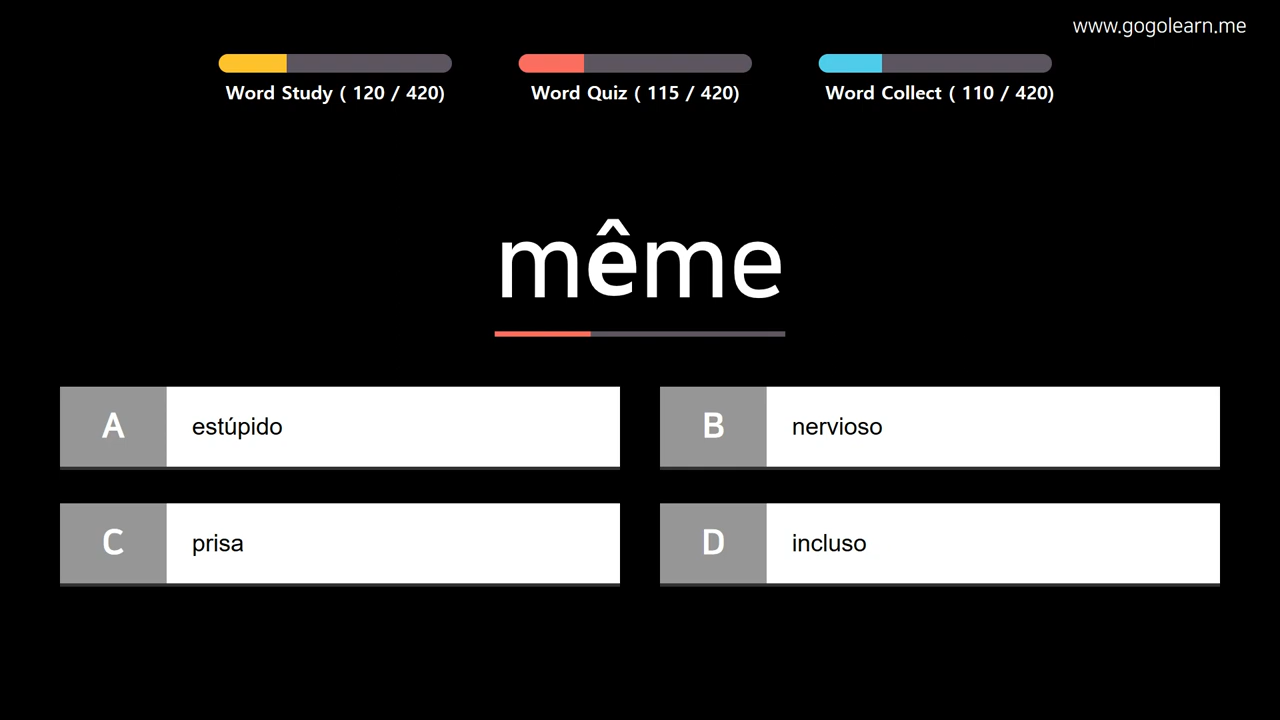 www.gogolearn.me
Word Study ( 120 / 420)
Word Quiz ( 115 / 420)
Word Collect ( 110 / 420)
même
A estúpido
B nervioso
C prisa
D incluso